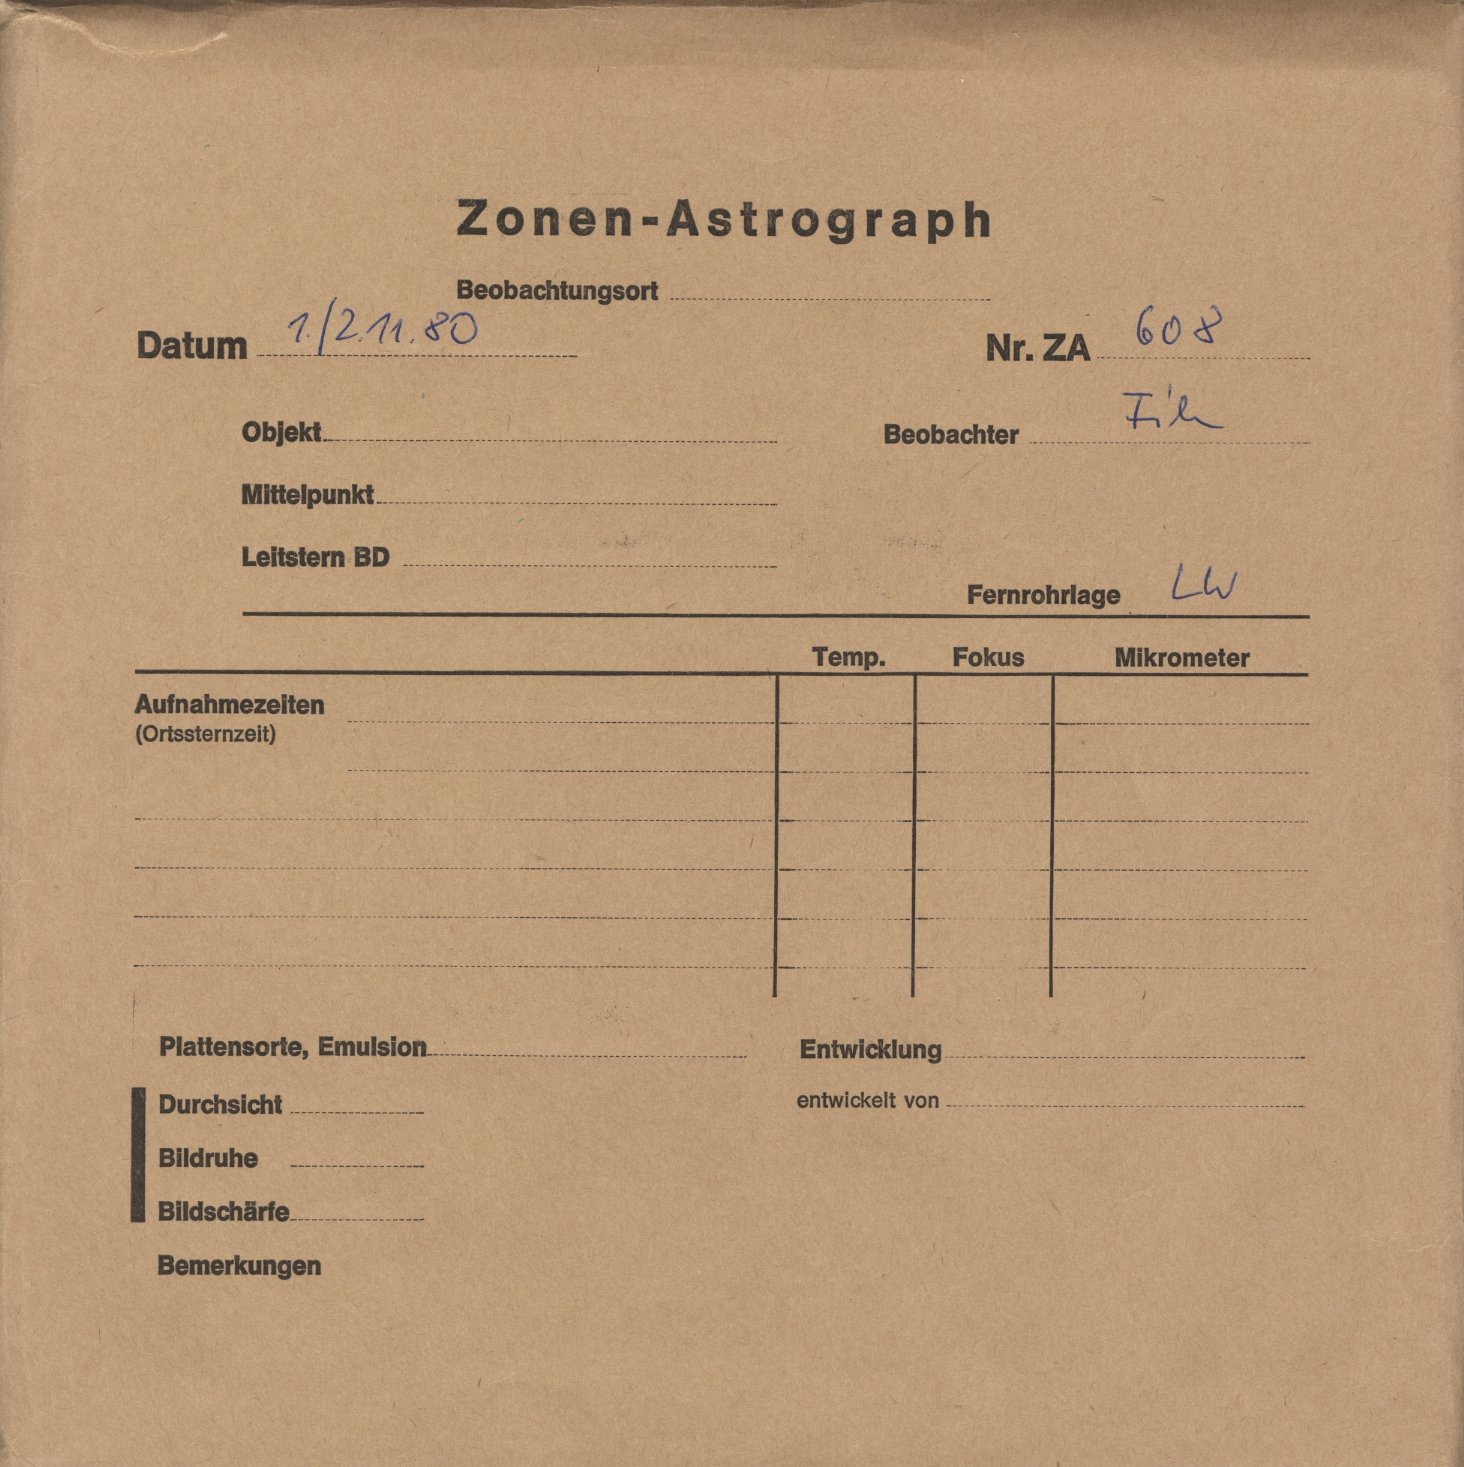 Zonen-Astrograph
Beobachtungsort
Datum 1./2.11.80
Nr. ZA 608
Objekt
Beobachter
Mittelpunkt
Leitstern BD
Fernrohrlage LW
Temp. Fokus Mikrometer
Aufnahmezeiten
(Ortssternzeit)
Plattensorte, Emulsion
Entwicklung
Durchsicht
entwickelt von
Bildruhe
Bildschärfe
Bemerkungen